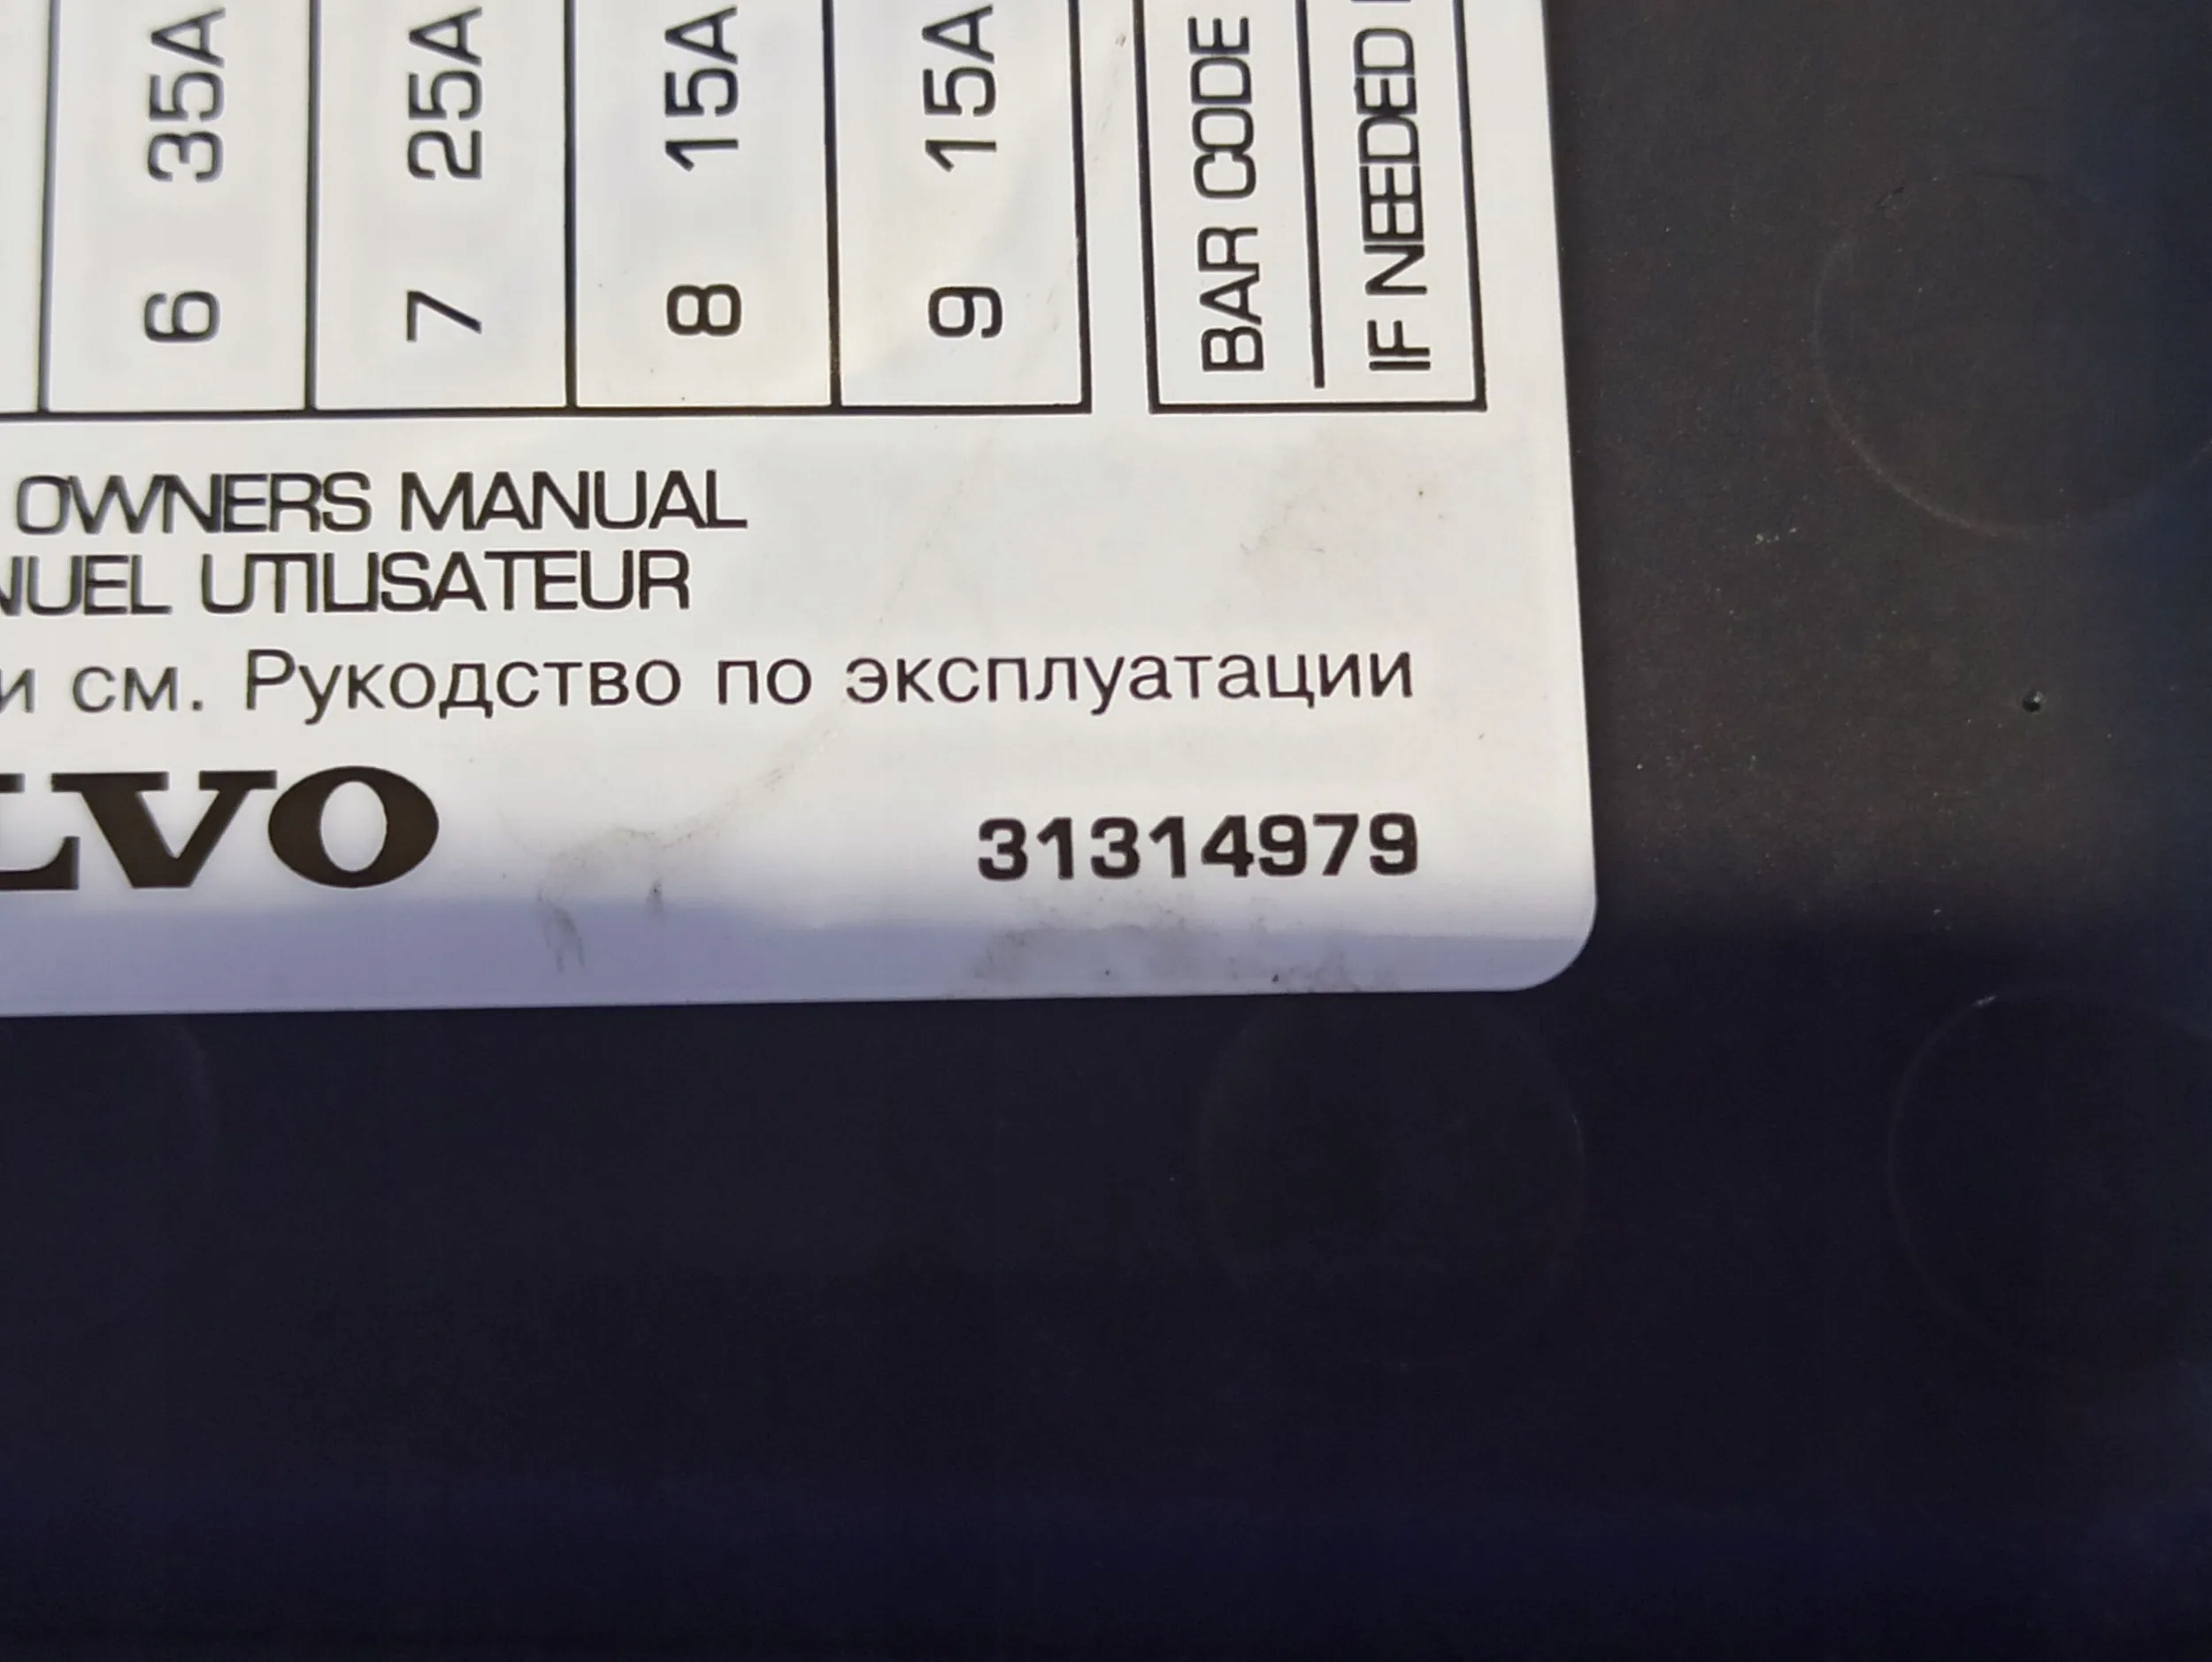 6 35A
7 25A
8 15A
9 15A
BAR CODE
IF NEEDED
OWNERS MANUAL
NUEL UTILISATEUR
и см. Рукодство по эксплуатации
LVO
31314979